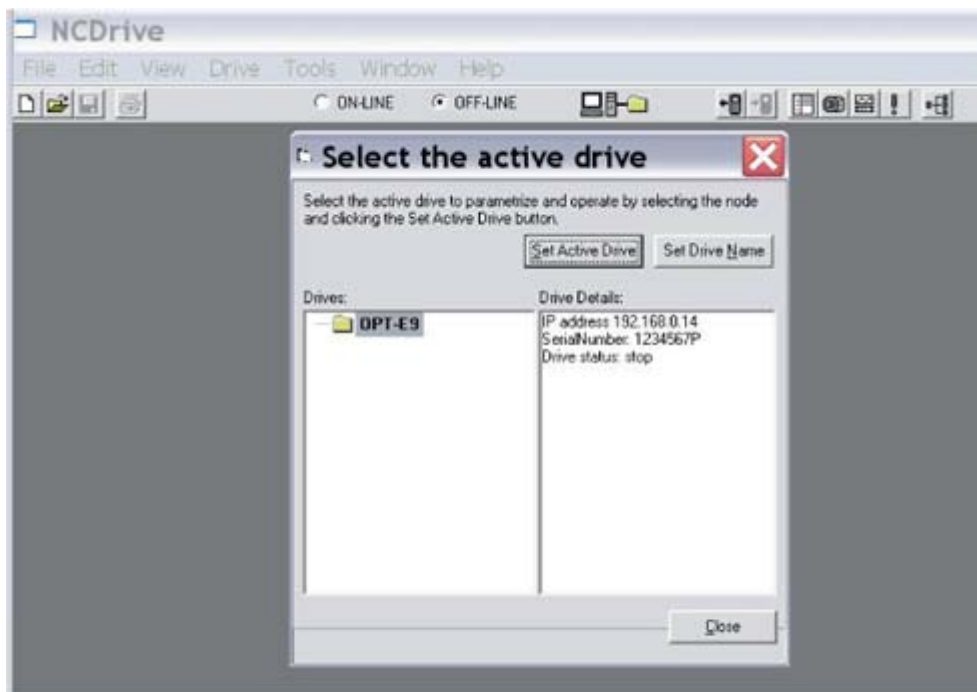 NCDrive
File Edit View Drive Tools Window Help
ON-LINE OFF-LINE
Select the active drive
Select the active drive to parametrize and operate by selecting the node
and clicking the Set Active Drive button.
Set Active Drive Set Drive Name
Drives: Drive Details:
OPT-E9 IP address 192.168.0.14
SerialNumber: 1234567P
Drive status: stop
Close